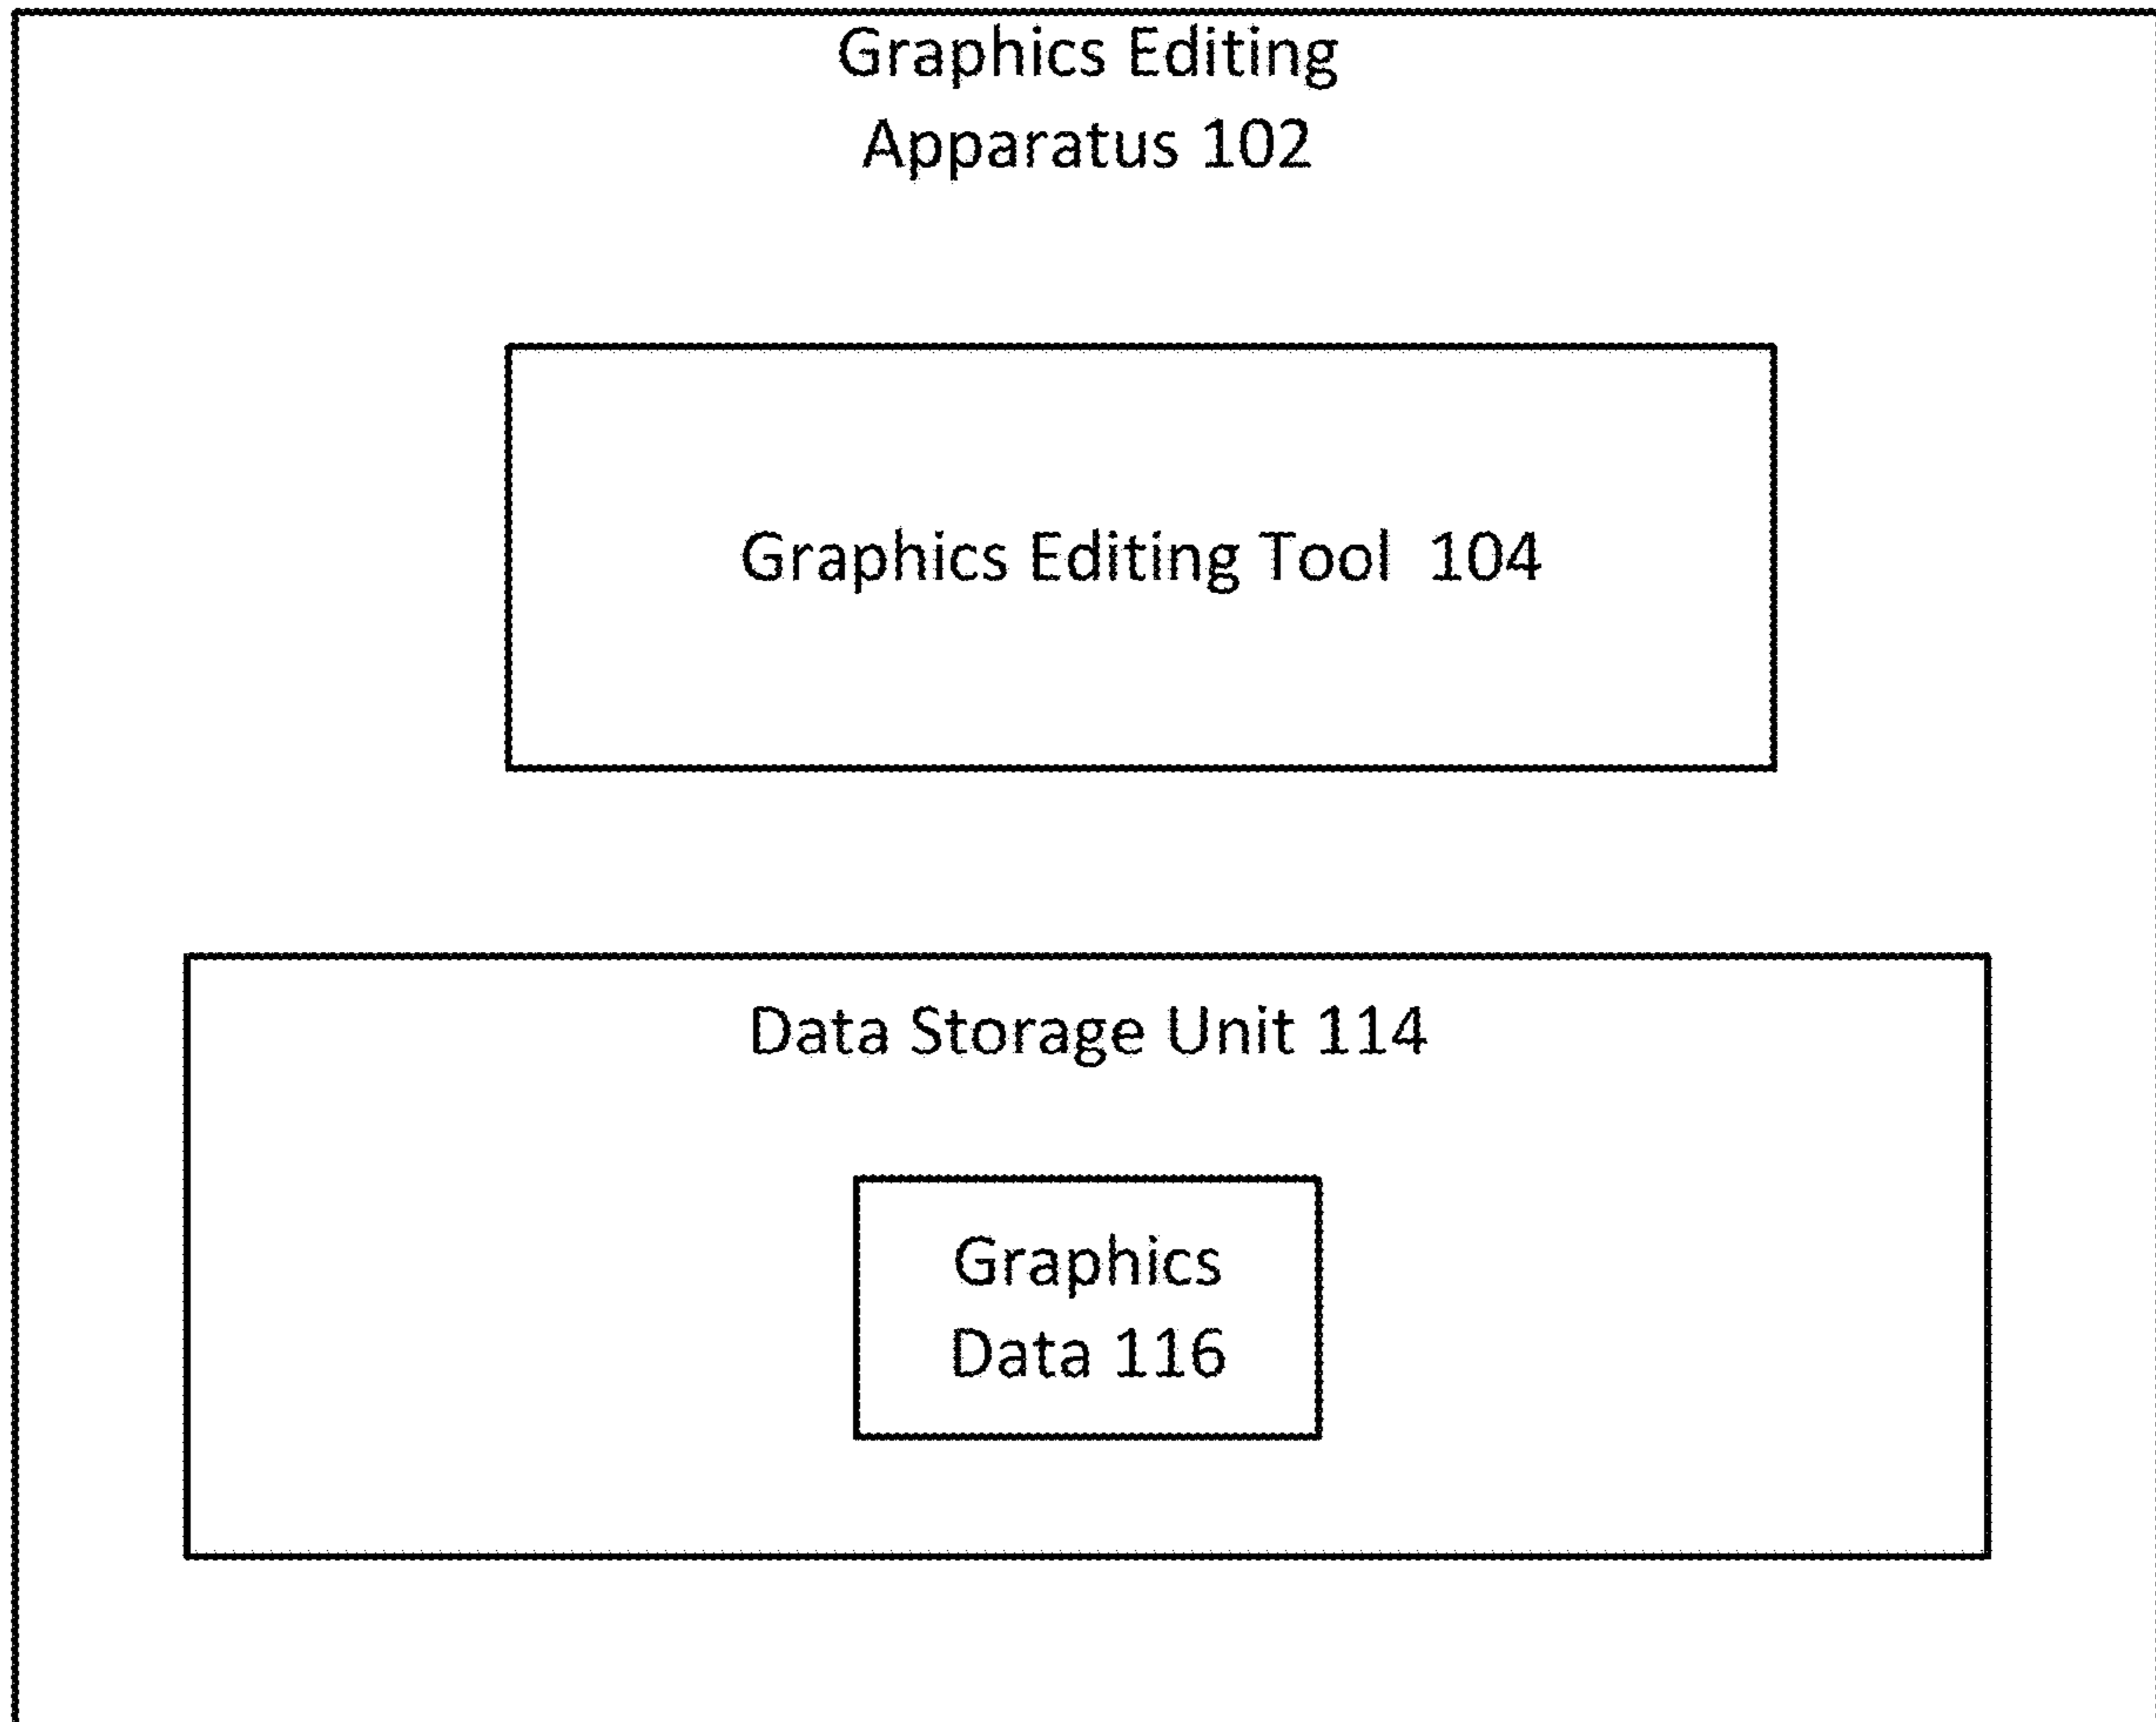 Graphics Editing
Apparatus 102
Graphics Editing Tool 104
Data Storage Unit 114
Graphics
Data 116